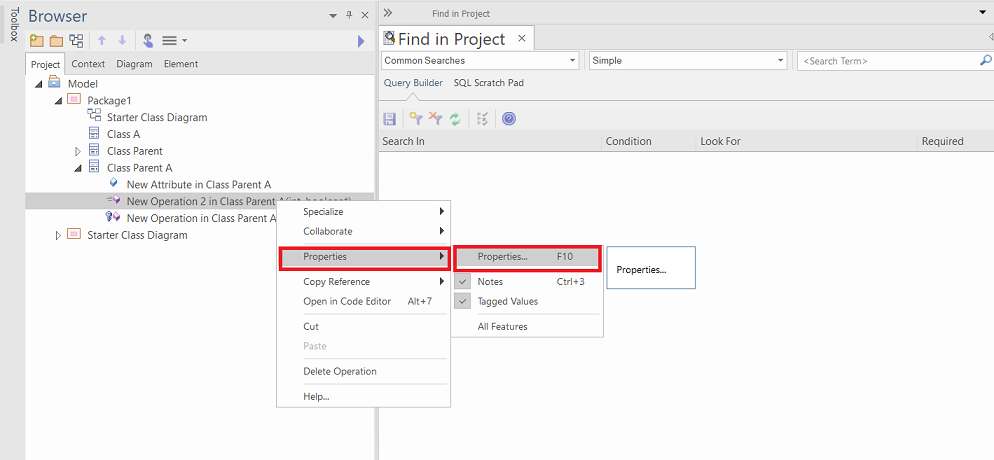 Toolbox
Browser
Project Context Diagram Element
Model
Package1
Starter Class Diagram
Class A
Class Parent
Class Parent A
New Attribute in Class Parent A
New Operation 2 in Class Parent
New Operation in Class Parent A
Starter Class Diagram
Specialize
Collaborate
Properties
Copy Reference
Open in Code Editor Alt+7
Cut
Paste
Delete Operation
Help...
Properties... F10
Notes Ctrl+3
Tagged Values
All Features
Properties...
Find in Project
Find in Project
Common Searches Simple <Search Term>
Query Builder SQL Scratch Pad
Search In Condition Look For Required